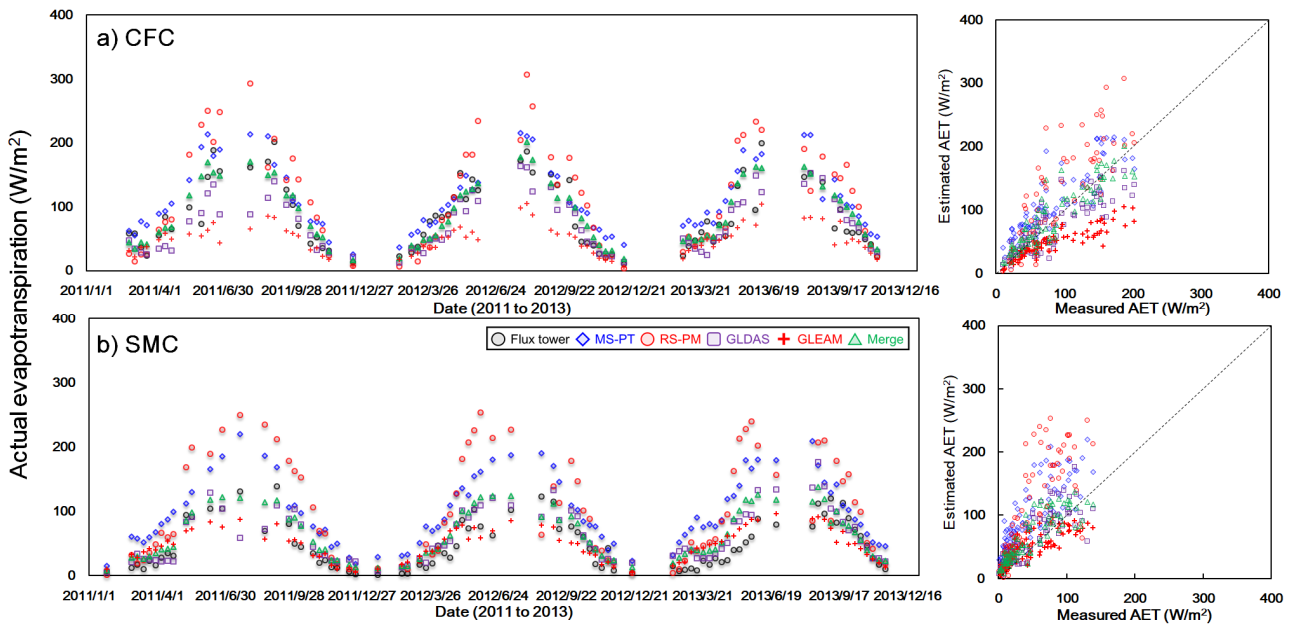 Actual evapotranspiration (W/m²)
a) CFC
400
300
200
100
0
2011/1/1 2011/4/1 2011/6/30 2011/9/28 2011/12/27 2012/3/26 2012/6/24 2012/9/22 2012/12/21 2013/3/21 2013/6/19 2013/9/17 2013/12/16
Date (2011 to 2013)
Estimated AET (W/m²)
400
300
200
100
0
0 100 200 300 400
Measured AET (W/m²)
b) SMC
Flux tower MS-PT RS-PM GLDAS GLEAM Merge
400
300
200
100
0
2011/1/1 2011/4/1 2011/6/30 2011/9/28 2011/12/27 2012/3/26 2012/6/24 2012/9/22 2012/12/21 2013/3/21 2013/6/19 2013/9/17 2013/12/16
Date (2011 to 2013)
Estimated AET (W/m²)
400
300
200
100
0
0 100 200 300 400
Measured AET (W/m²)